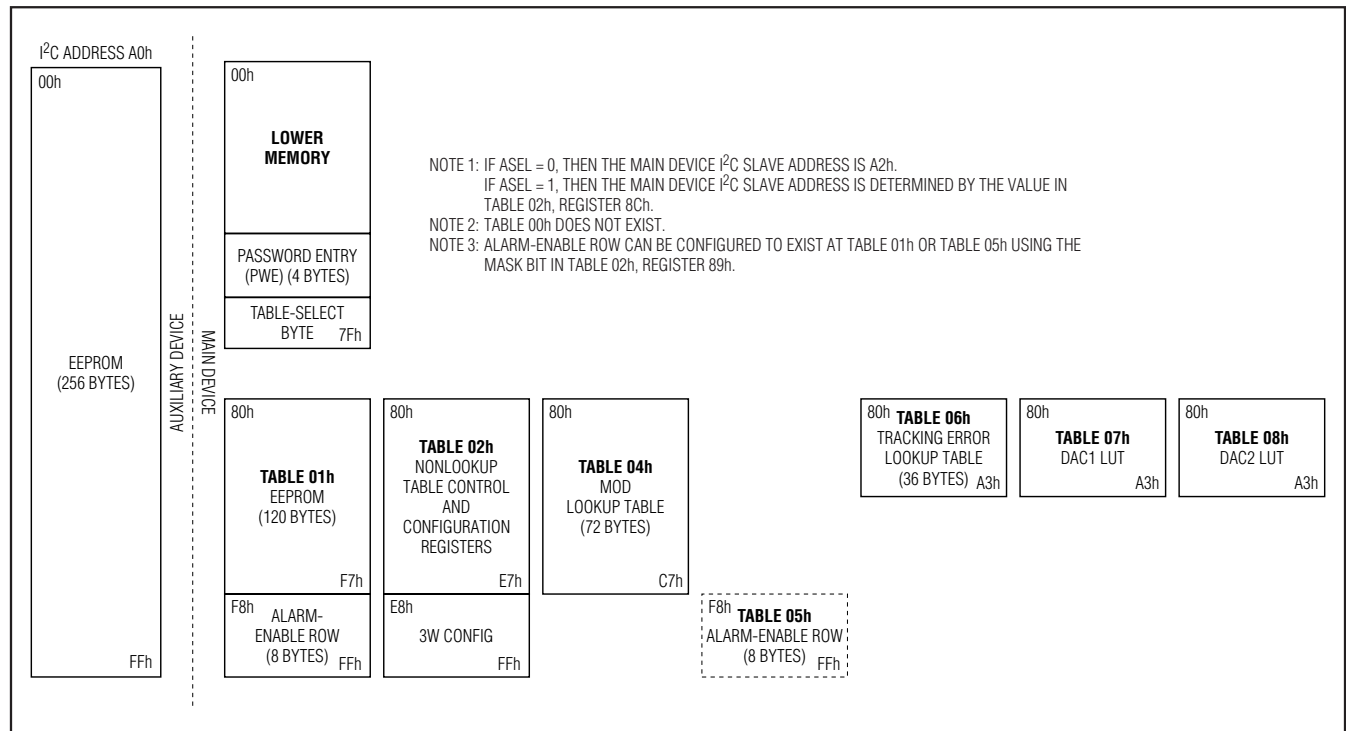 I2C ADDRESS A0h
00h
EEPROM
(256 BYTES)
FFh
AUXILIARY DEVICE
MAIN DEVICE
00h
LOWER
MEMORY
PASSWORD ENTRY
(PWE) (4 BYTES)
TABLE-SELECT
BYTE 7Fh
NOTE 1: IF ASEL = 0, THEN THE MAIN DEVICE I2C SLAVE ADDRESS IS A2h.
IF ASEL = 1, THEN THE MAIN DEVICE I2C SLAVE ADDRESS IS DETERMINED BY THE VALUE IN
TABLE 02h, REGISTER 8Ch.
NOTE 2: TABLE 00h DOES NOT EXIST.
NOTE 3: ALARM-ENABLE ROW CAN BE CONFIGURED TO EXIST AT TABLE 01h OR TABLE 05h USING THE
MASK BIT IN TABLE 02h, REGISTER 89h.
80h
TABLE 01h
EEPROM
(120 BYTES)
F7h
F8h
ALARM-
ENABLE ROW
(8 BYTES) FFh
80h
TABLE 02h
NONLOOKUP
TABLE CONTROL
AND
CONFIGURATION
REGISTERS
E7h
E8h
3W CONFIG
FFh
80h
TABLE 04h
MOD
LOOKUP TABLE
(72 BYTES)
C7h
F8h TABLE 05h
ALARM-ENABLE ROW
(8 BYTES) FFh
80h TABLE 06h
TRACKING ERROR
LOOKUP TABLE
(36 BYTES) A3h
80h
TABLE 07h
DAC1 LUT
A3h
80h
TABLE 08h
DAC2 LUT
A3h